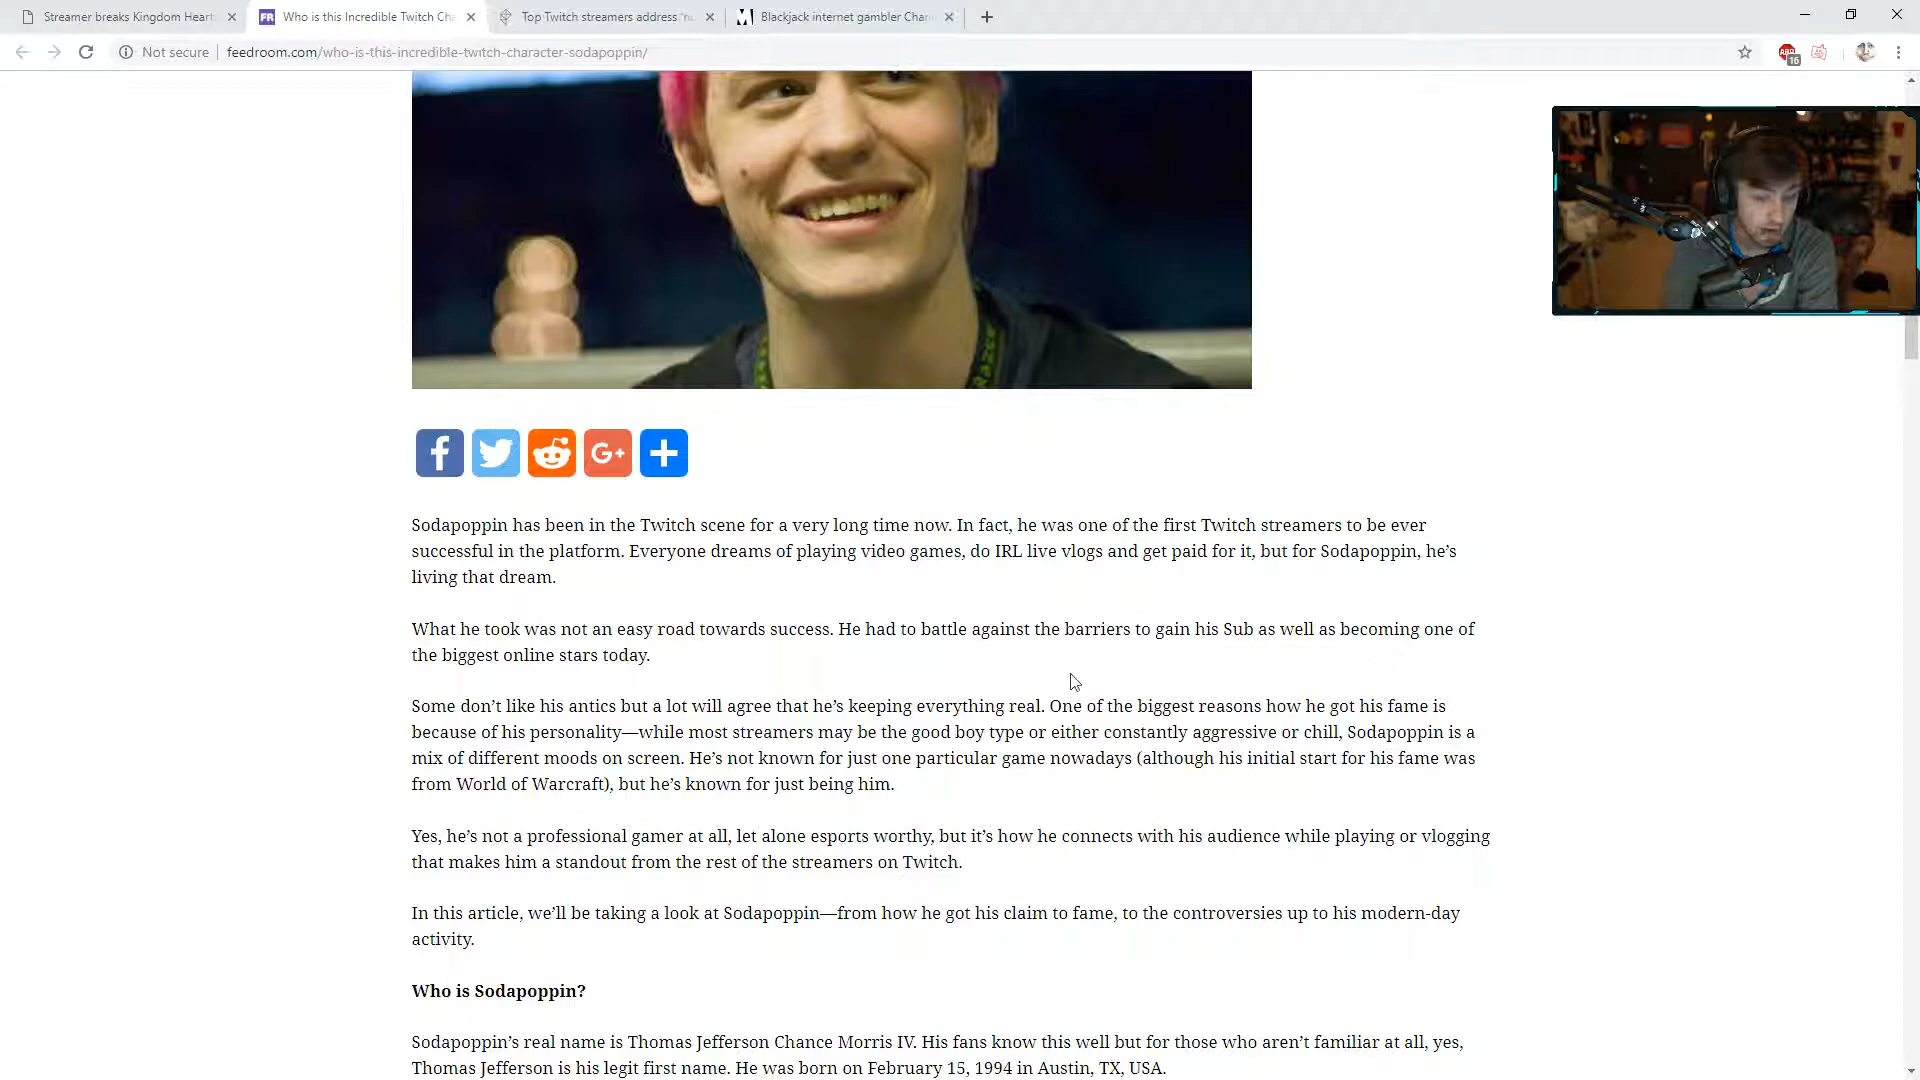 Streamer breaks Kingdom Heart
Who is this Incredible Twitch Cha
Top Twitch streamers address "nu
Blackjack internet gambler Chan
Not secure
feedroom.com/who-is-this-incredible-twitch-character-sodapoppin/
ABP
16
Razer
G+
Sodapoppin has been in the Twitch scene for a very long time now. In fact, he was one of the first Twitch streamers to be ever
successful in the platform. Everyone dreams of playing video games, do IRL live vlogs and get paid for it, but for Sodapoppin, he’s
living that dream.
What he took was not an easy road towards success. He had to battle against the barriers to gain his Sub as well as becoming one of
the biggest online stars today.
Some don’t like his antics but a lot will agree that he’s keeping everything real. One of the biggest reasons how he got his fame is
because of his personality—while most streamers may be the good boy type or either constantly aggressive or chill, Sodapoppin is a
mix of different moods on screen. He’s not known for just one particular game nowadays (although his initial start for his fame was
from World of Warcraft), but he’s known for just being him.
Yes, he’s not a professional gamer at all, let alone esports worthy, but it’s how he connects with his audience while playing or vlogging
that makes him a standout from the rest of the streamers on Twitch.
In this article, we’ll be taking a look at Sodapoppin—from how he got his claim to fame, to the controversies up to his modern-day
activity.
Who is Sodapoppin?
Sodapoppin’s real name is Thomas Jefferson Chance Morris IV. His fans know this well but for those who aren’t familiar at all, yes,
Thomas Jefferson is his legit first name. He was born on February 15, 1994 in Austin, TX, USA.